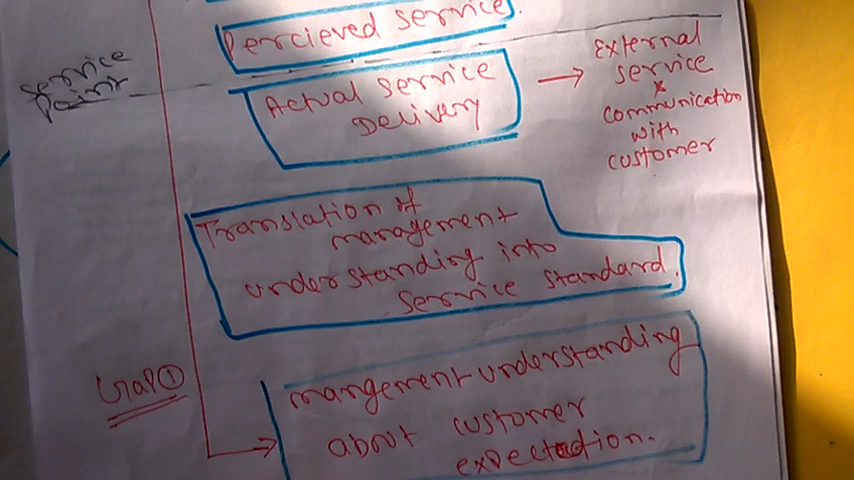 Percieved service.
Service
Point
Actual Service
Delivery
External
service
&
communication
with
customer
Translation of
management
understanding into
service standard.
Gap①
mangement understanding
about customer
expectation.